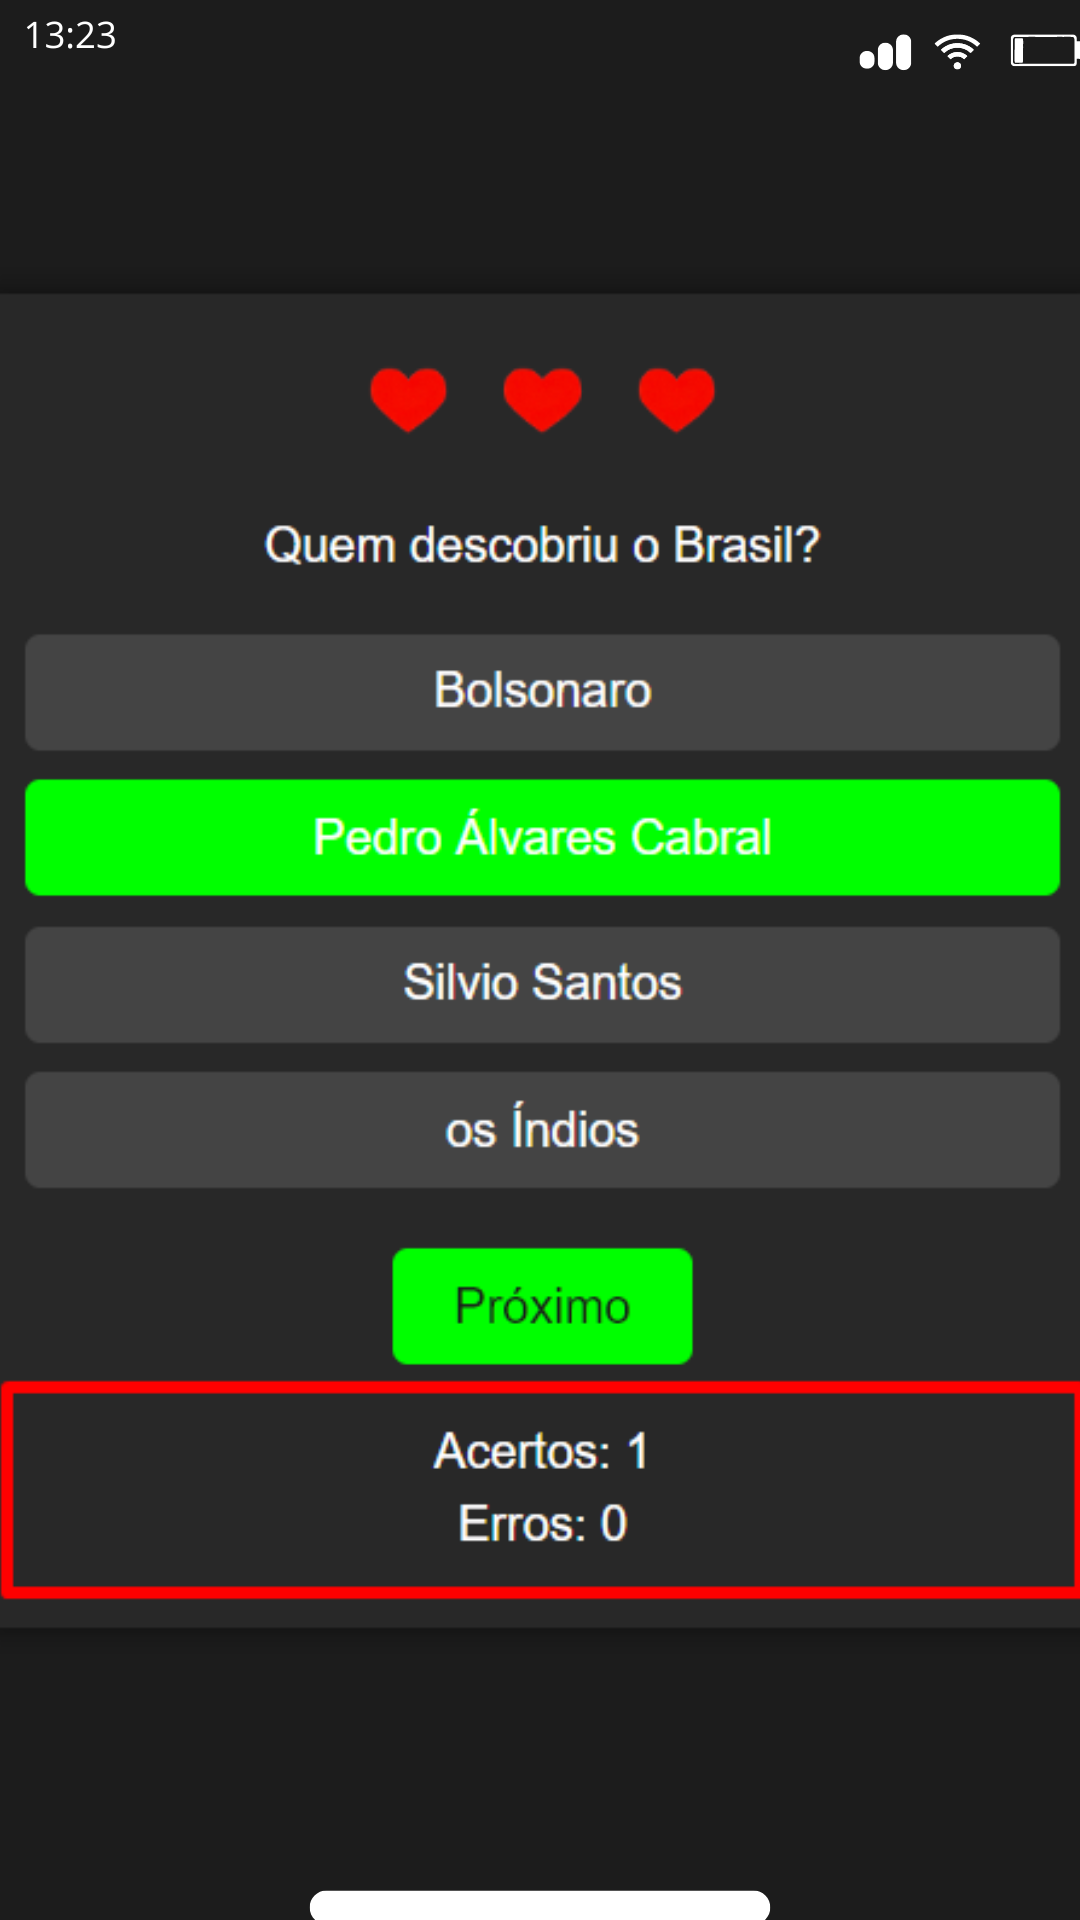 13:23
Quem descobriu o Brasil?
Bolsonaro
Pedro Álvares Cabral
Silvio Santos
os Índios
Próximo
Acertos: 1
Erros: 0